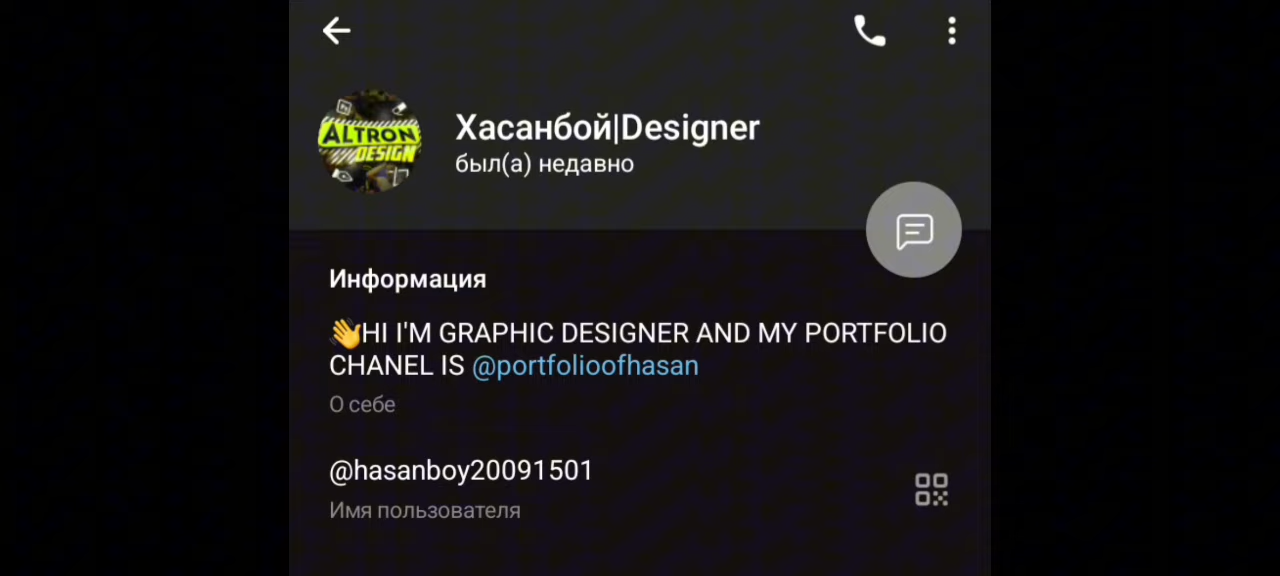 ALTRON
DESIGN
Хасанбой|Designer
был(а) недавно
Информация
👋HI I'M GRAPHIC DESIGNER AND MY PORTFOLIO
CHANEL IS @portfolioofhasan
О себе
@hasanboy20091501
Имя пользователя